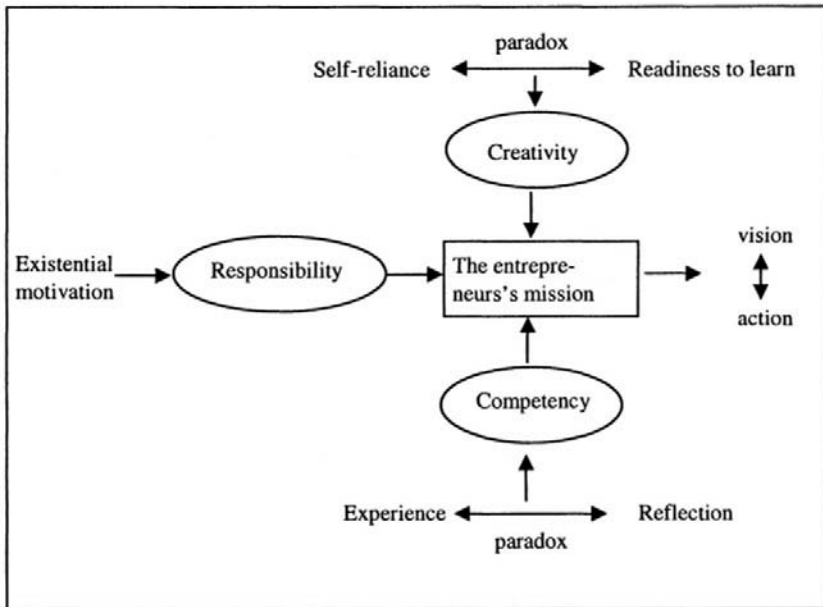 paradox
Self-reliance Readiness to learn
Creativity
Existential
motivation
Responsibility
The entrepre-
neurs's mission
vision
action
Competency
Experience Reflection
paradox